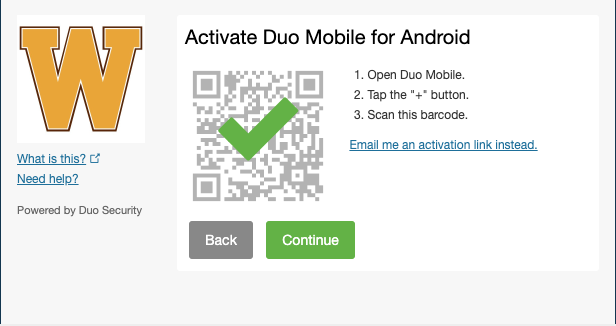 W
Activate Duo Mobile for Android
1. Open Duo Mobile.
2. Tap the "+" button.
3. Scan this barcode.
Email me an activation link instead.
What is this?
Need help?
Powered by Duo Security
Back
Continue